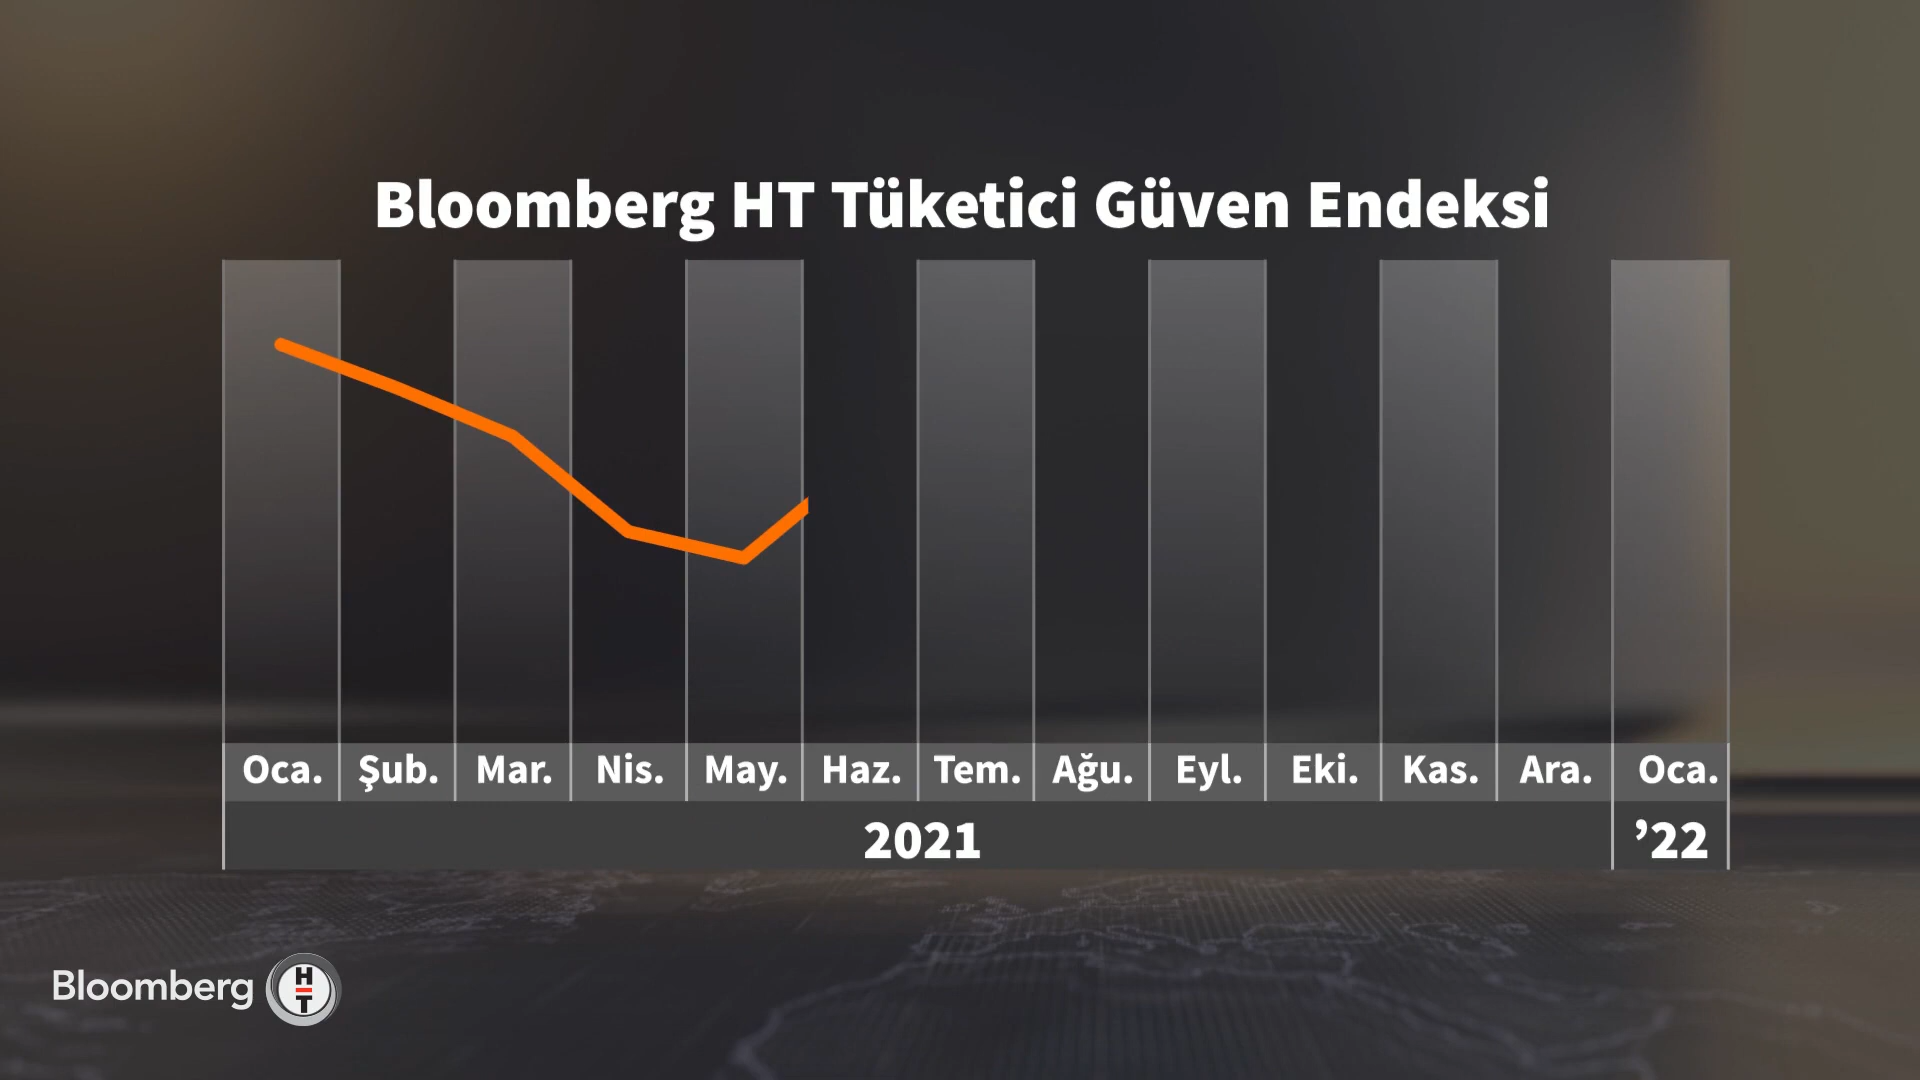 Bloomberg HT Tüketici Güven Endeksi
Oca. Şub. Mar. Nis. May. Haz. Tem. Ağu. Eyl. Eki. Kas. Ara. Oca.
2021 ’22
Bloomberg HT